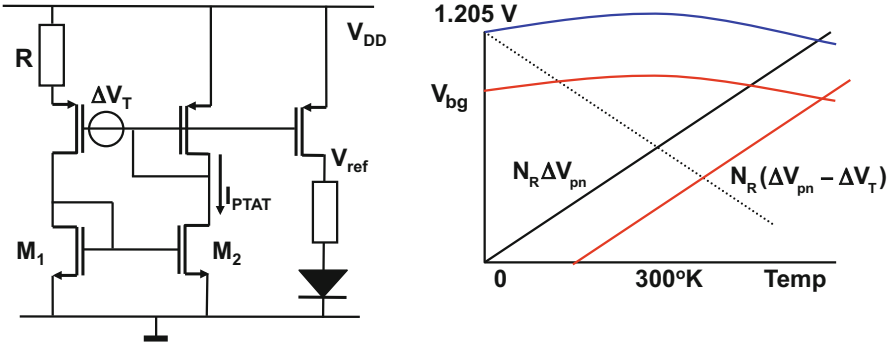 R
V_DD
ΔV_T
V_ref
I_PTAT
M_1
M_2
1.205 V
V_bg
N_R ΔV_pn
N_R (ΔV_pn – ΔV_T)
0
300°K
Temp